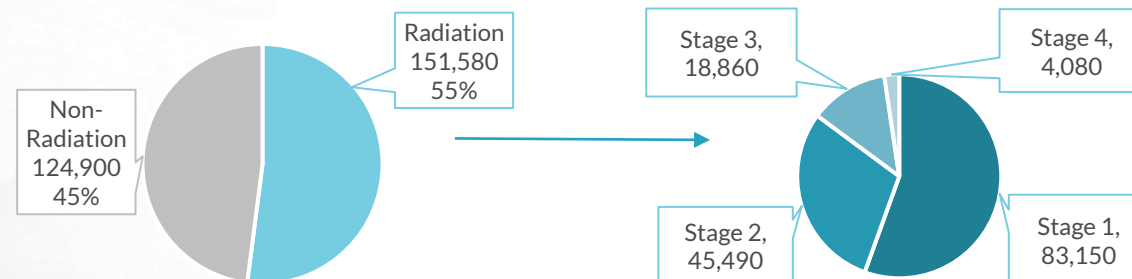 Radiation
151,580
55%
Non-
Radiation
124,900
45%
Stage 3,
18,860
Stage 4,
4,080
Stage 2,
45,490
Stage 1,
83,150